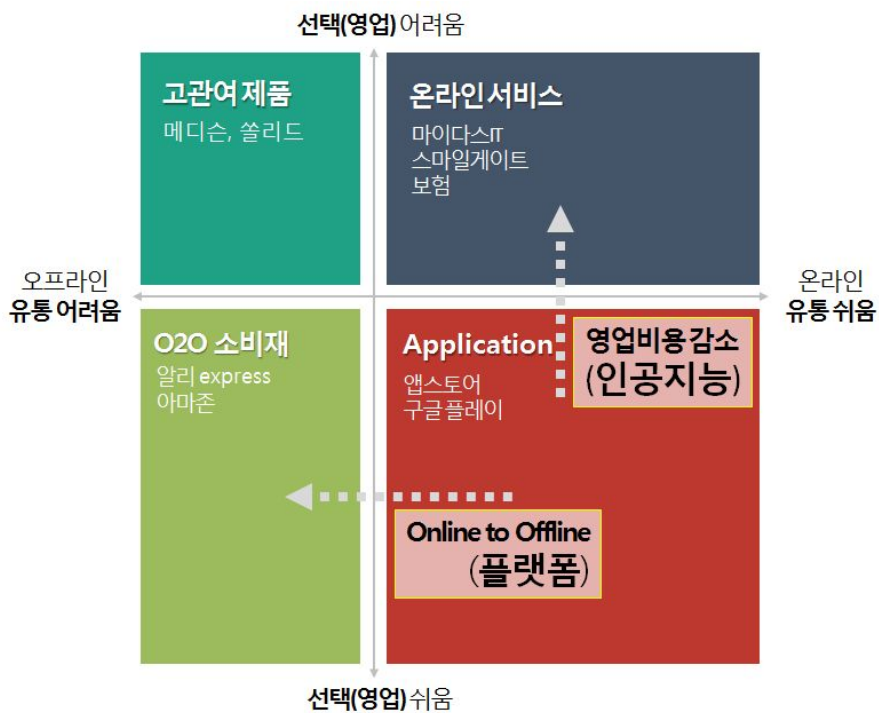 선택(영업) 어려움
고관여 제품
메디슨, 쏠리드
온라인 서비스
마이다스IT
스마일게이트
보험
오프라인
유통 어려움
온라인
유통 쉬움
O2O 소비재
알리 express
아마존
Application
앱스토어
구글 플레이
영업비용 감소
(인공지능)
Online to Offline
(플랫폼)
선택(영업) 쉬움